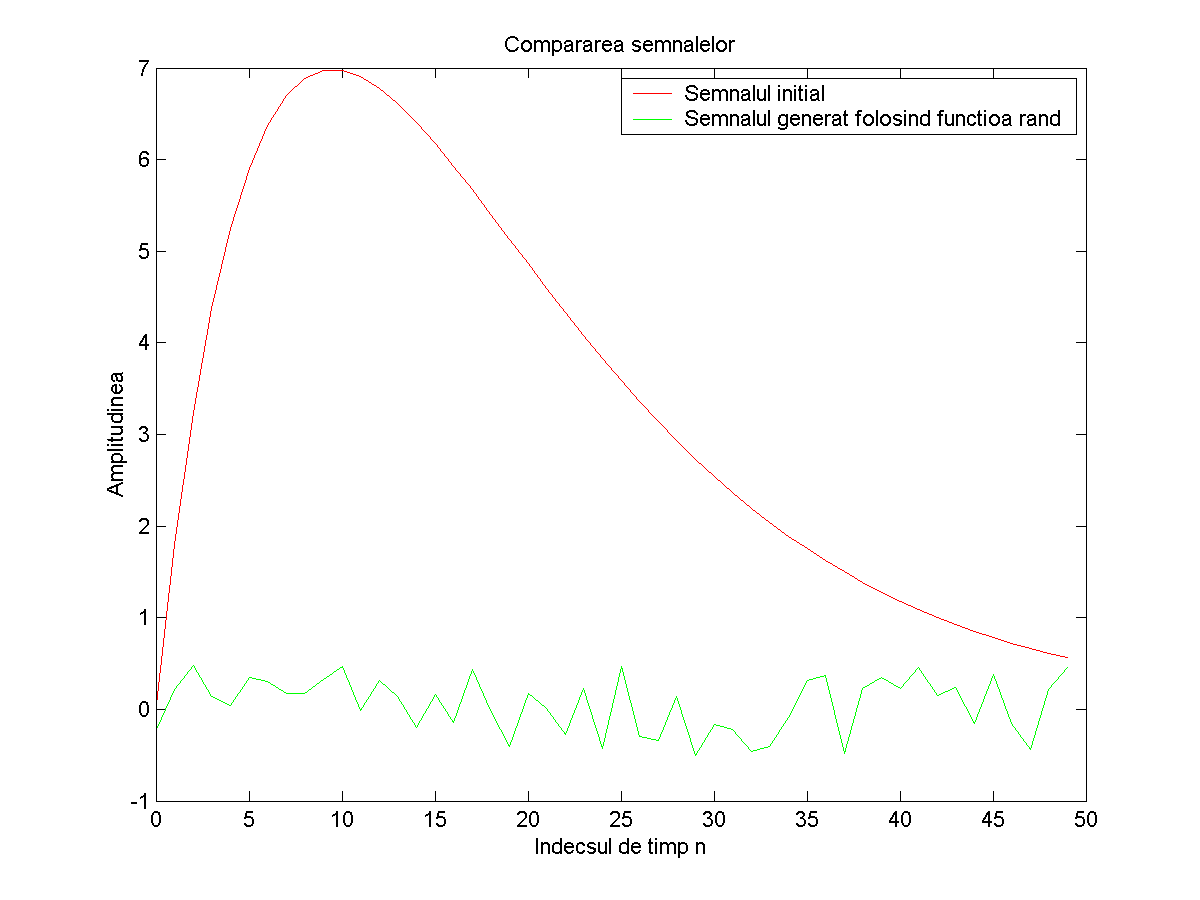 Compararea semnalelor
Semnalul initial
Semnalul generat folosind functioa rand
Amplitudinea
7
6
5
4
3
2
1
0
-1
0 5 10 15 20 25 30 35 40 45 50
Indecsul de timp n